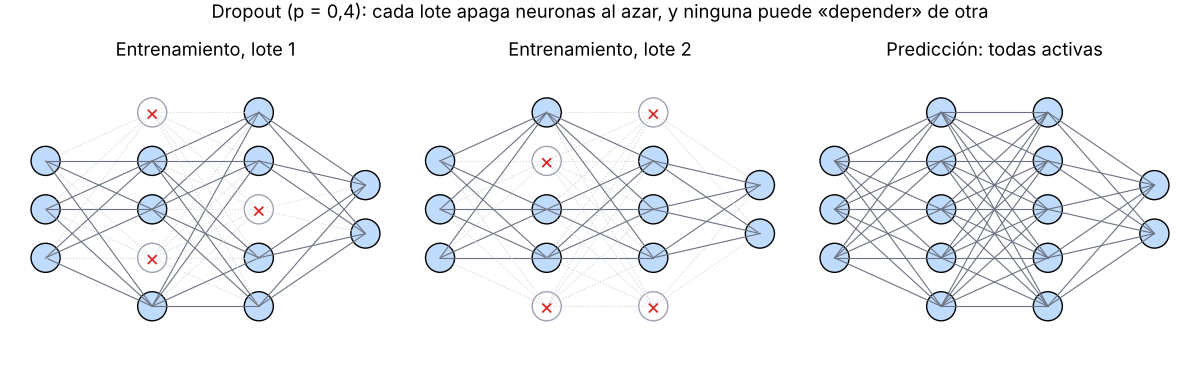 Dropout (p = 0,4): cada lote apaga neuronas al azar, y ninguna puede «depender» de otra
Entrenamiento, lote 1
Entrenamiento, lote 2
Predicción: todas activas